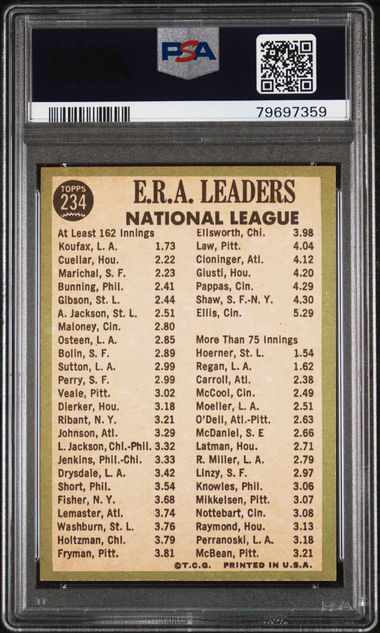 PSA
PSA
79697359
TOPPS
234
E.R.A. LEADERS
NATIONAL LEAGUE
At Least 162 Innings
Koufax, L. A. 1.73
Cuellar, Hou. 2.22
Marichal, S. F. 2.23
Bunning, Phil. 2.41
Gibson, St. L. 2.44
A. Jackson, St. L. 2.51
Maloney, Cin. 2.80
Osteen, L. A. 2.85
Bolin, S. F. 2.89
Sutton, L. A. 2.99
Perry, S. F. 2.99
Veale, Pitt. 3.02
Dierker, Hou. 3.18
Ribant, N. Y. 3.21
Johnson, Atl. 3.29
L. Jackson, Chi.-Phil. 3.32
Jenkins, Phil.-Chi. 3.33
Drysdale, L. A. 3.42
Short, Phil. 3.54
Fisher, N. Y. 3.68
Lemaster, Atl. 3.74
Washburn, St. L. 3.76
Holtzman, Chi. 3.79
Fryman, Pitt. 3.81
Ellsworth, Chi. 3.98
Law, Pitt. 4.04
Cloninger, Atl. 4.12
Giusti, Hou. 4.20
Pappas, Cin. 4.29
Shaw, S. F.-N. Y. 4.30
Ellis, Cin. 5.29
More Than 75 Innings
Hoerner, St. L. 1.54
Regan, L. A. 1.62
Carroll, Atl. 2.38
McCool, Cin. 2.49
Moeller, L. A. 2.51
O'Dell, Atl.-Pitt. 2.63
McDaniel, S. F. 2.66
Latman, Hou. 2.71
R. Miller, L. A. 2.79
Linzy, S. F. 2.97
Knowles, Phil. 3.06
Mikkelsen, Pitt. 3.07
Nottebart, Cin. 3.08
Raymond, Hou. 3.13
Perranoski, L. A. 3.18
McBean, Pitt. 3.21
©T.C.G. PRINTED IN U.S.A.